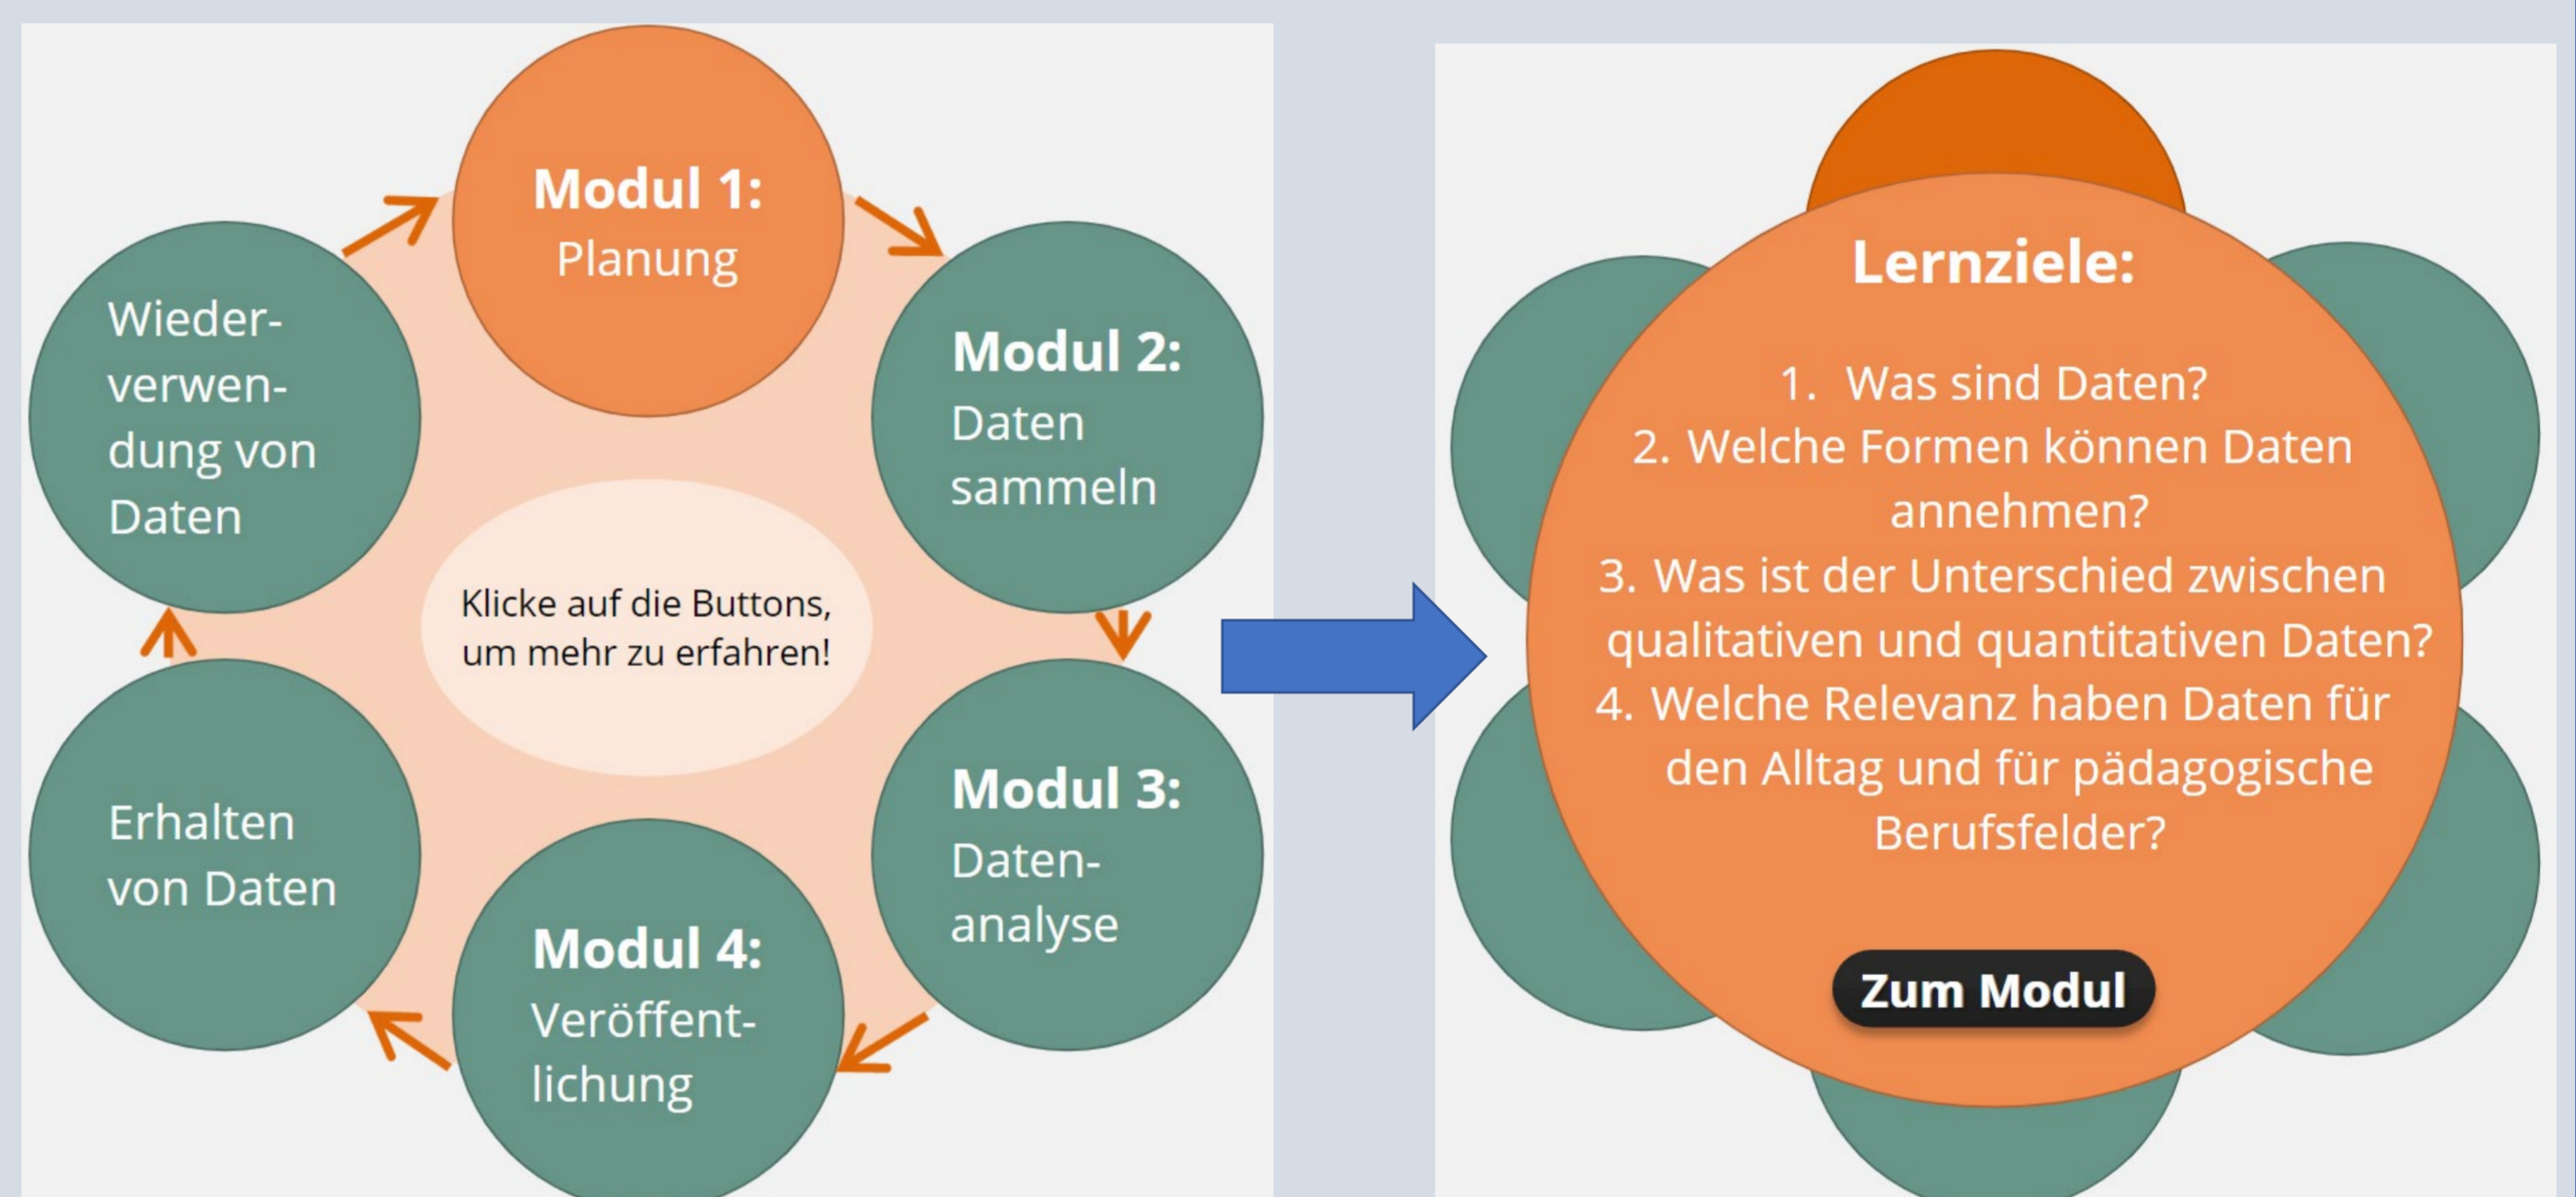 Modul 1:
Planung
Modul 2:
Daten
sammeln
Modul 3:
Daten-
analyse
Modul 4:
Veröffent-
lichung
Erhalten
von Daten
Wieder-
verwen-
dung von
Daten
Klicke auf die Buttons,
um mehr zu erfahren!
Lernziele:
1. Was sind Daten?
2. Welche Formen können Daten
annehmen?
3. Was ist der Unterschied zwischen
qualitativen und quantitativen Daten?
4. Welche Relevanz haben Daten für
den Alltag und für pädagogische
Berufsfelder?
Zum Modul